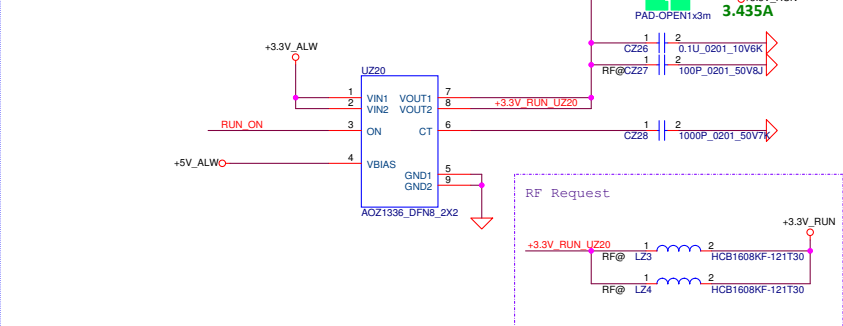 PAD-OPEN1x3m
3.435A
+3.3V_ALW
1 2
CZ26 0.1U_0201_10V6K
1 2
RF@CZ27 100P_0201_50V8J
UZ20
1 VIN1 VOUT1 7
2 VIN2 VOUT2 8
+3.3V_RUN_UZ20
RUN_ON
3 ON CT 6
1 2
CZ28 1000P_0201_50V7K
+5V_ALW
4 VBIAS
GND1 5
GND2 9
AOZ1336_DFN8_2X2
RF Request
+3.3V_RUN
+3.3V_RUN_UZ20
1 2
RF@ LZ3 HCB1608KF-121T30
1 2
RF@ LZ4 HCB1608KF-121T30